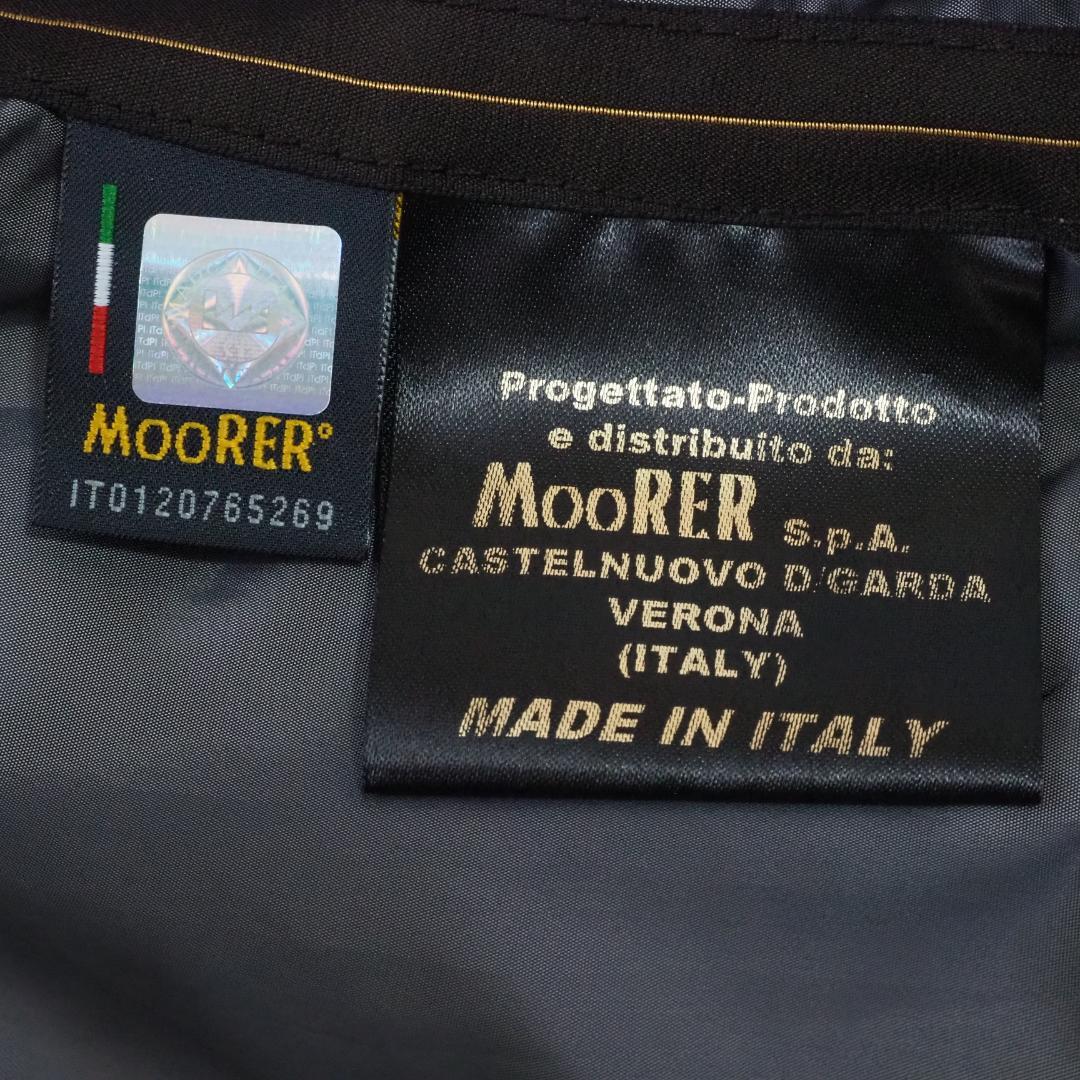 MOORER°
IT0120765269
Progettato-Prodotto
e distribuito da:
MOORER S.p.A.
CASTELNUOVO D/GARDA
VERONA
(ITALY)
MADE IN ITALY